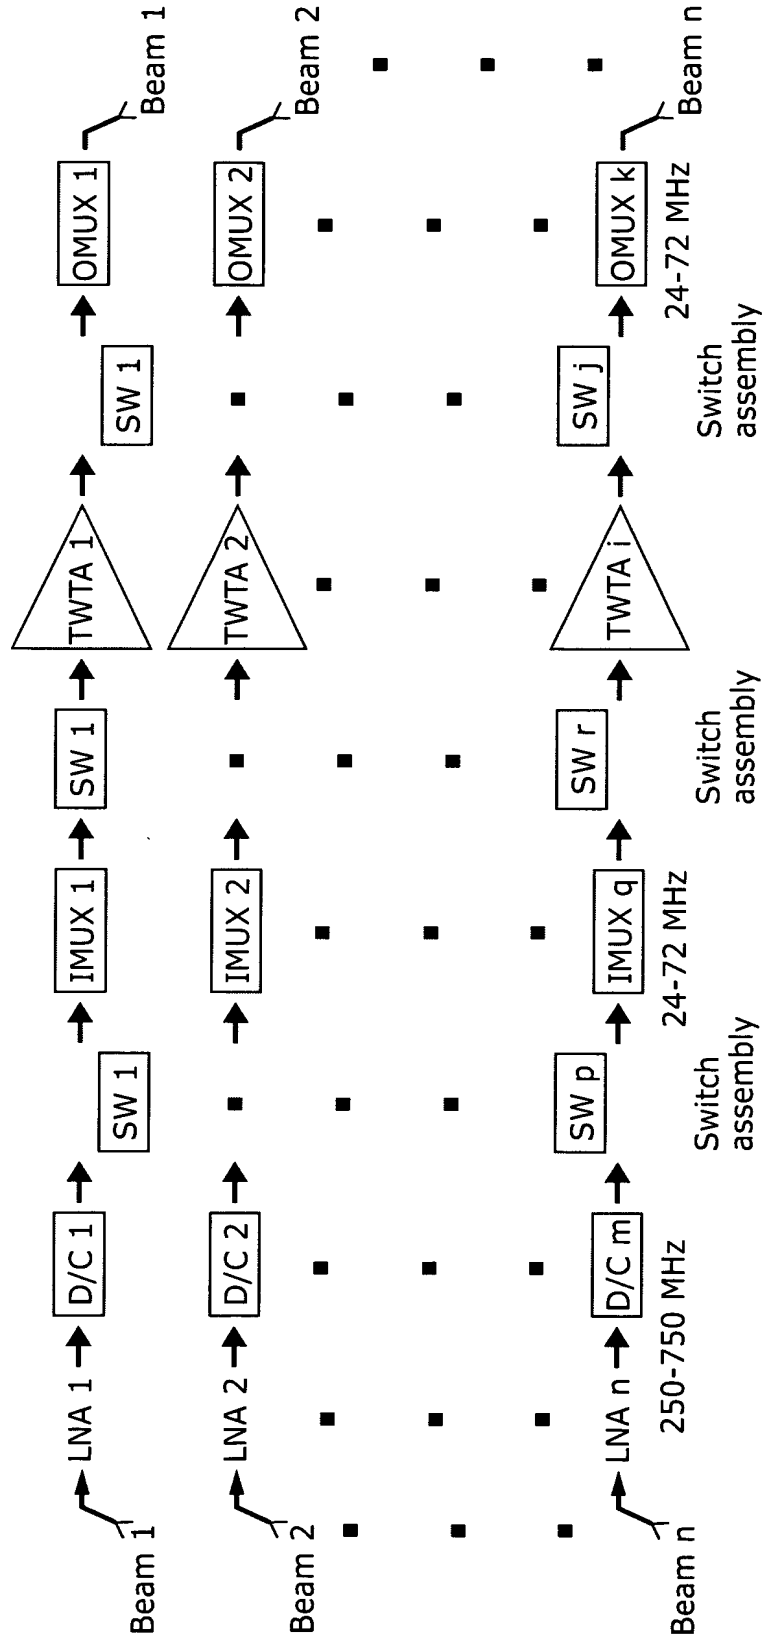 Beam 1
LNA 1
D/C 1
SW 1
IMUX 1
SW 1
TWTA 1
SW 1
OMUX 1
Beam 1
Beam 2
LNA 2
D/C 2
IMUX 2
TWTA 2
OMUX 2
Beam 2
Beam n
LNA n
D/C m
SW p
IMUX q
SW r
TWTA i
SW j
OMUX k
Beam n
250-750 MHz
24-72 MHz
24-72 MHz
Switch
assembly
Switch
assembly
Switch
assembly